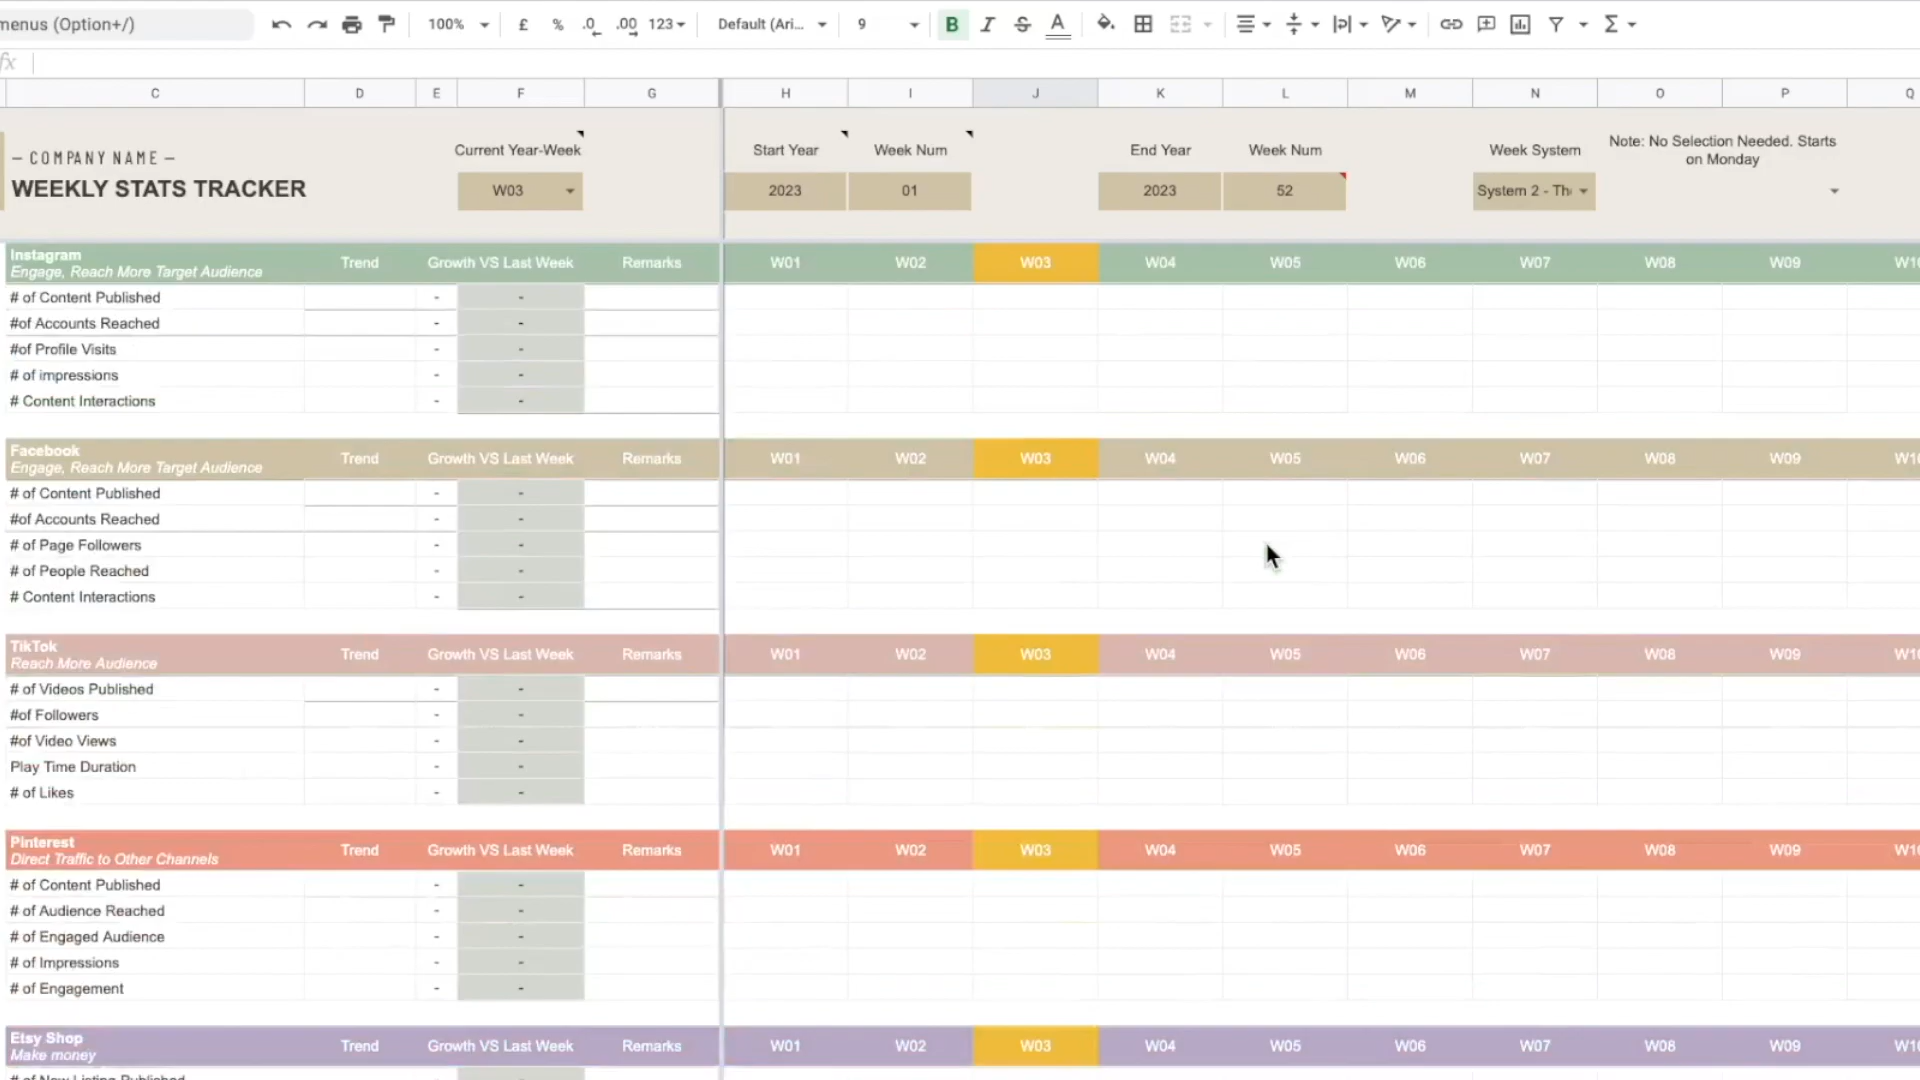 menus (Option+/)
100%
£
%
.0
.00
123
Default (Ari...
9
B
I
S
A
Σ
fx
C D E F G H I J K L M N O P Q
— COMPANY NAME —
WEEKLY STATS TRACKER
Current Year-Week
W03
Start Year
2023
Week Num
01
End Year
2023
Week Num
52
Week System
System 2 - Th
Note: No Selection Needed. Starts
on Monday
Instagram
Engage, Reach More Target Audience
Trend Growth VS Last Week Remarks W01 W02 W03 W04 W05 W06 W07 W08 W09 W1
# of Content Published - -
#of Accounts Reached - -
#of Profile Visits - -
# of impressions - -
# Content Interactions - -
Facebook
Engage, Reach More Target Audience
Trend Growth VS Last Week Remarks W01 W02 W03 W04 W05 W06 W07 W08 W09 W1
# of Content Published - -
#of Accounts Reached - -
# of Page Followers - -
# of People Reached - -
# Content Interactions - -
TikTok
Reach More Audience
Trend Growth VS Last Week Remarks W01 W02 W03 W04 W05 W06 W07 W08 W09 W1
# of Videos Published - -
#of Followers - -
#of Video Views - -
Play Time Duration - -
# of Likes - -
Pinterest
Direct Traffic to Other Channels
Trend Growth VS Last Week Remarks W01 W02 W03 W04 W05 W06 W07 W08 W09 W1
# of Content Published - -
# of Audience Reached - -
# of Engaged Audience - -
# of Impressions - -
# of Engagement - -
Etsy Shop
Make money
Trend Growth VS Last Week Remarks W01 W02 W03 W04 W05 W06 W07 W08 W09 W1
# of New Listing Published